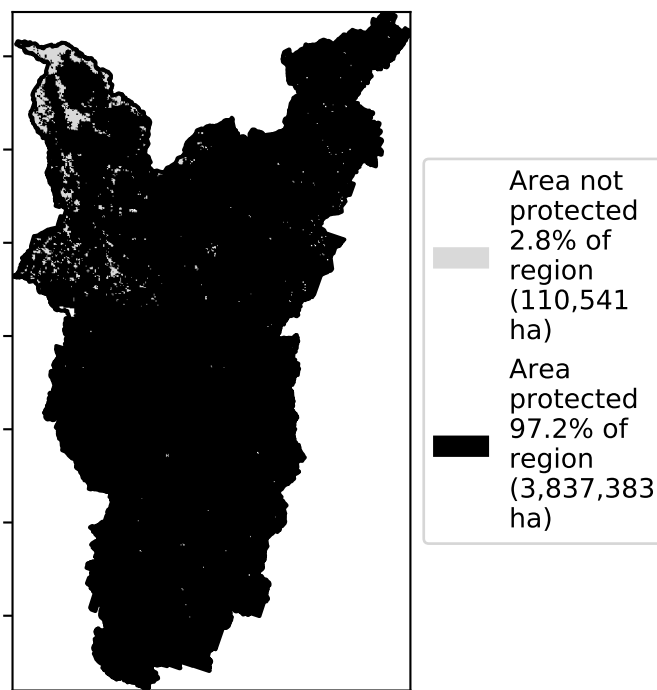 Area not
protected
2.8% of
region
(110,541
ha)
Area
protected
97.2% of
region
(3,837,383
ha)